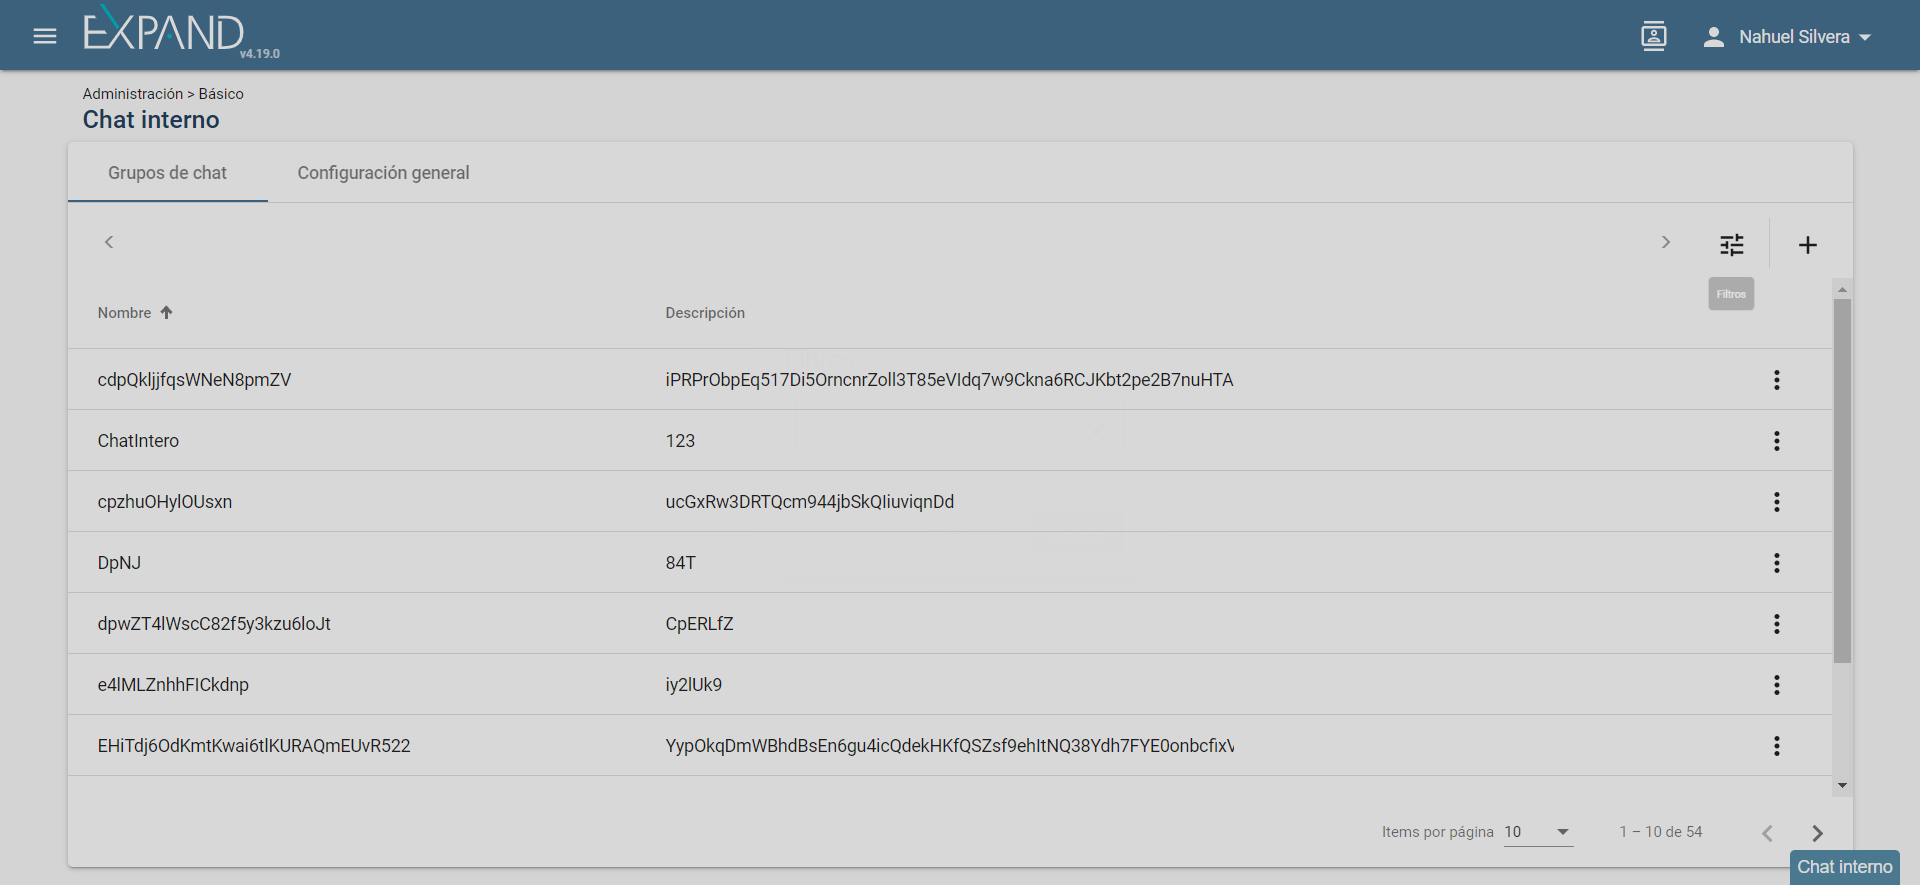 EXPAND
v4.19.0
Nahuel Silvera
Administración > Básico
Chat interno
Grupos de chat
Configuración general
Filtros
Nombre
Descripción
cdpQkljjfqsWNeN8pmZV
iPRPrObpEq517Di5OrncnrZoll3T85eVIdq7w9Ckna6RCJKbt2pe2B7nuHTA
ChatIntero
123
cpzhuOHylOUsxn
ucGxRw3DRTQcm944jbSkQIiuviqnDd
DpNJ
84T
dpwZT4lWscC82f5y3kzu6loJt
CpERLfZ
e4lMLZnhhFICkdnp
iy2lUk9
EHiTdj6OdKmtKwai6tlKURAQmEUvR522
YypOkqDmWBhdBsEn6gu4icQdekHKfQSZsf9ehItNQ38Ydh7FYE0onbcfixV
Items por página
10
1 – 10 de 54
Chat interno